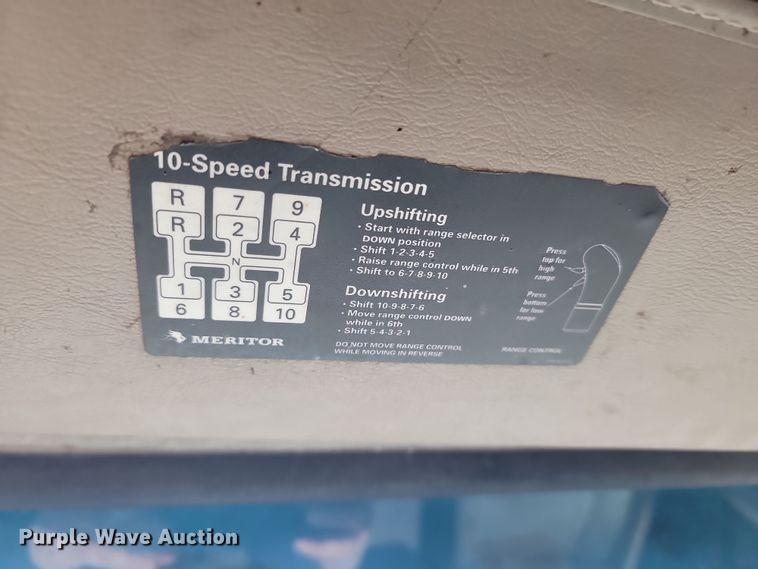 10-Speed Transmission
R 7 9
R 2 4
N
1 3 5
6 8 10
MERITOR
Upshifting
· Start with range selector in
DOWN position
· Shift 1-2-3-4-5
· Raise range control while in 5th
· Shift to 6-7-8-9-10
Downshifting
· Shift 10-9-8-7-6
· Move range control DOWN
while in 6th
· Shift 5-4-3-2-1
DO NOT MOVE RANGE CONTROL
WHILE MOVING IN REVERSE
Press
top for
high
range
Press
bottom
for low
range
RANGE CONTROL
Purple Wave Auction